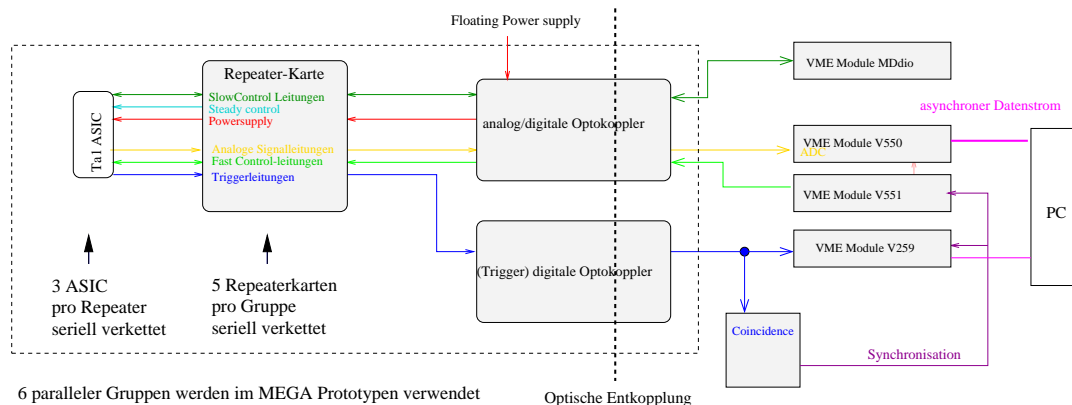 Floating Power supply
Repeater-Karte
SlowControl Leitungen
Steady control
Powersupply
Analoge Signalleitungen
Fast Control-leitungen
Triggerleitungen
Ta1 ASIC
analog/digitale Optokoppler
(Trigger) digitale Optokoppler
VME Module MDdio
asynchroner Datenstrom
ADC
VME Module V550
VME Module V551
VME Module V259
PC
Coincidence
Synchronisation
3 ASIC
pro Repeater
seriell verkettet
5 Repeaterkarten
pro Gruppe
seriell verkettet
6 paralleler Gruppen werden im MEGA Prototypen verwendet
Optische Entkopplung